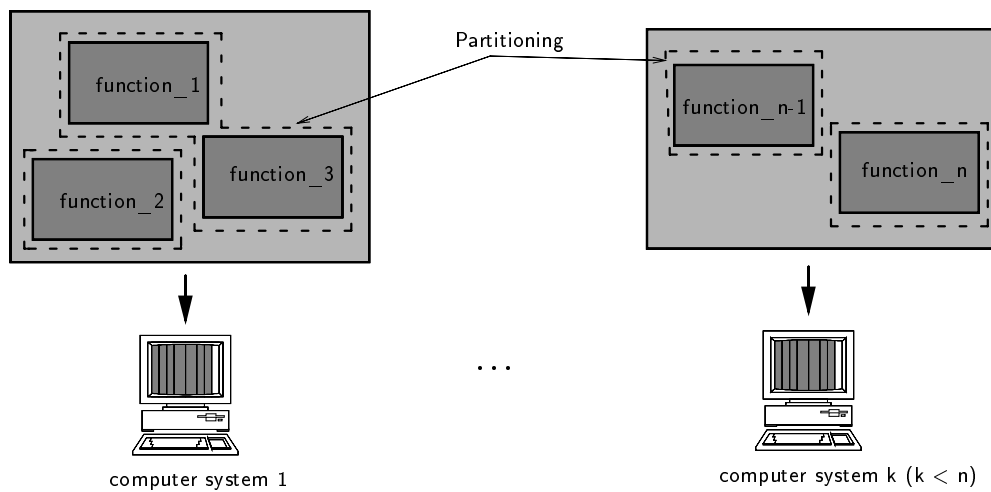 Partitioning
function_1
function_2
function_3
function_n-1
function_n
. . .
computer system 1
computer system k (k < n)